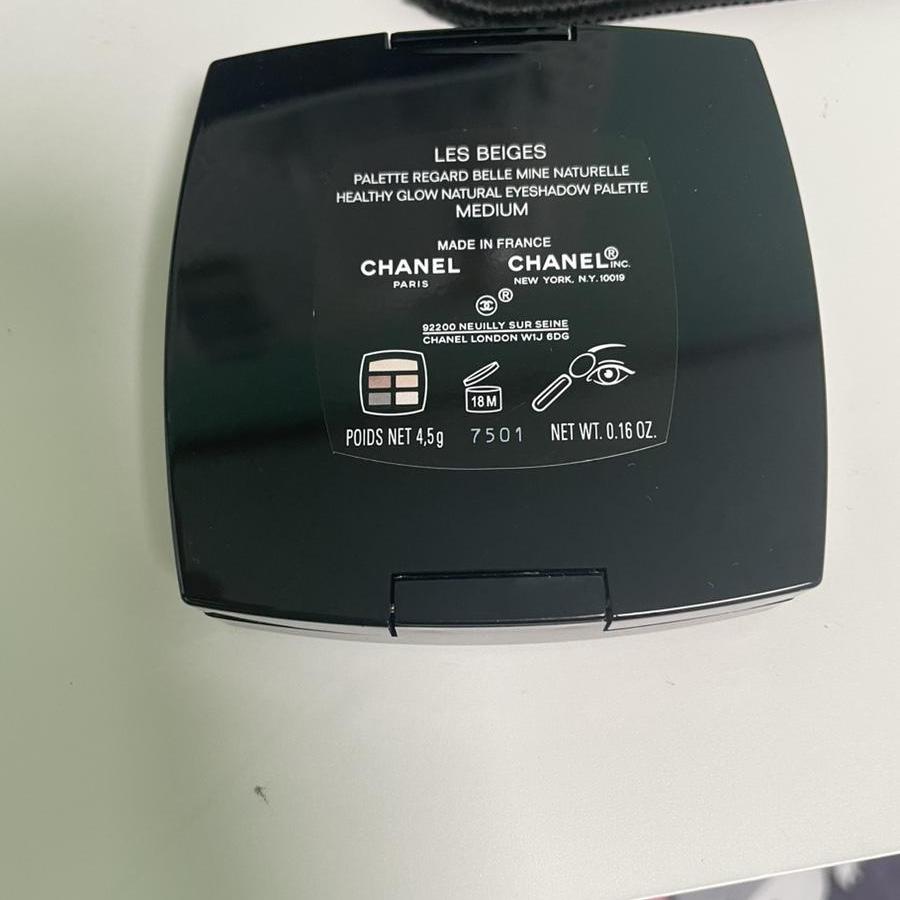 LES BEIGES
PALETTE REGARD BELLE MINE NATURELLE
HEALTHY GLOW NATURAL EYESHADOW PALETTE
MEDIUM
MADE IN FRANCE
CHANEL CHANEL® INC.
PARIS NEW YORK, N.Y. 10019
®
92200 NEUILLY SUR SEINE
CHANEL LONDON W1J 6DG
18M
POIDS NET 4,5g 7501 NET WT. 0.16 OZ.